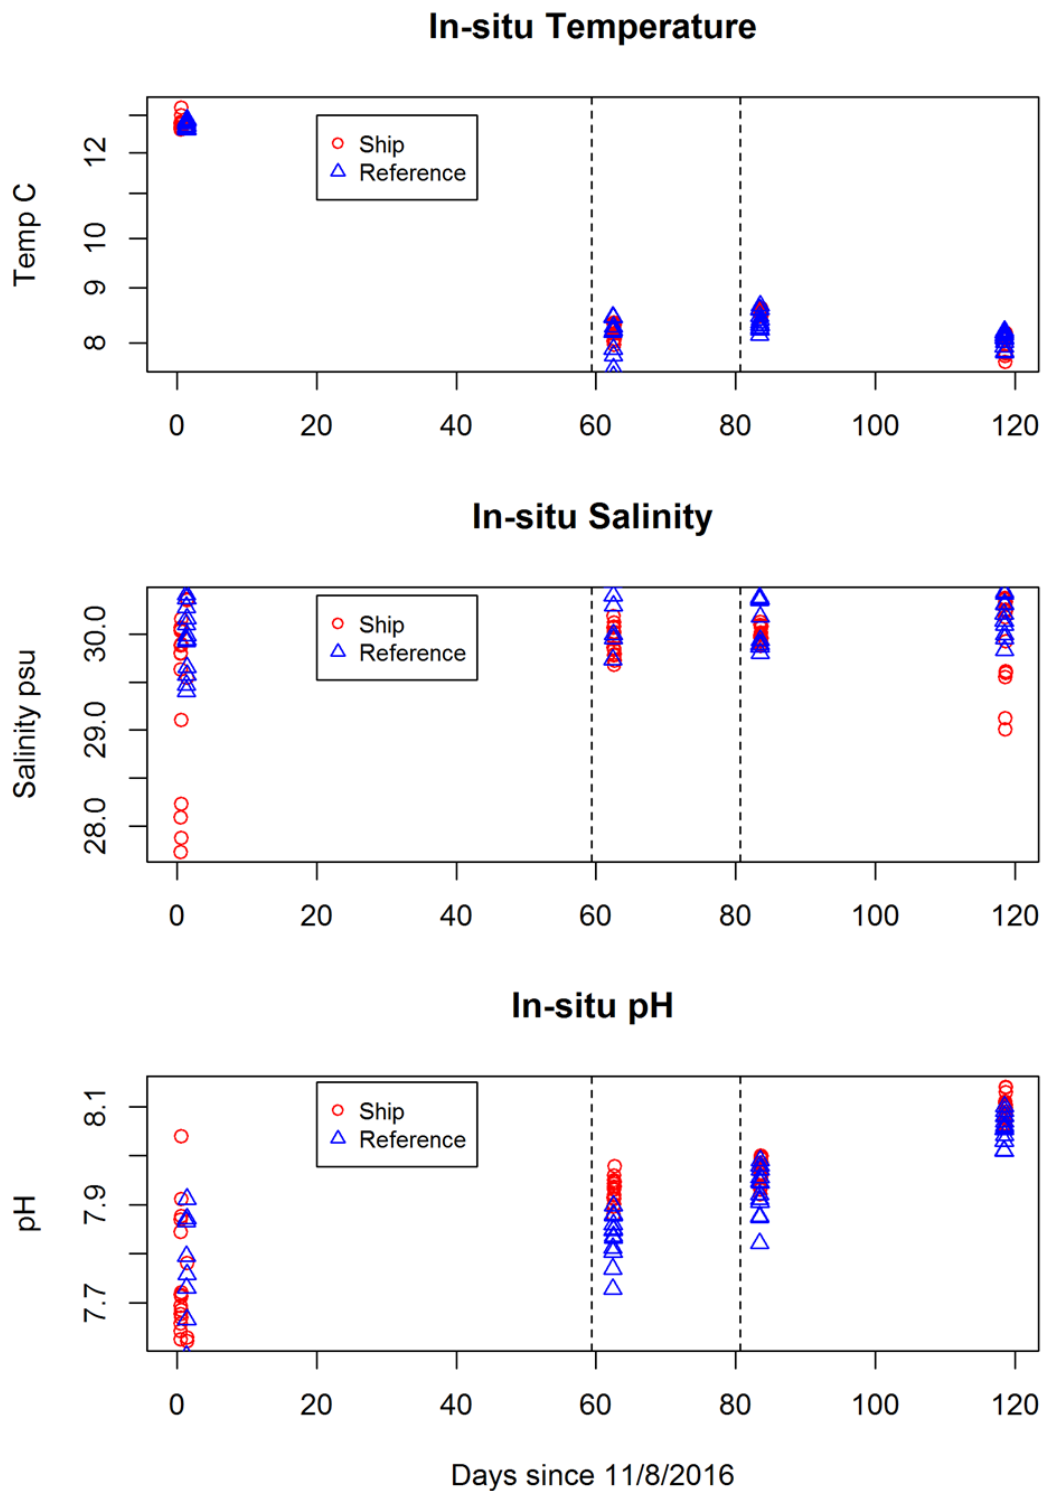 In-situ Temperature
Temp C
12
10
9
8
Ship
Reference
0 20 40 60 80 100 120
In-situ Salinity
Salinity psu
30.0
29.0
28.0
Ship
Reference
0 20 40 60 80 100 120
In-situ pH
pH
8.1
7.9
7.7
Ship
Reference
0 20 40 60 80 100 120
Days since 11/8/2016